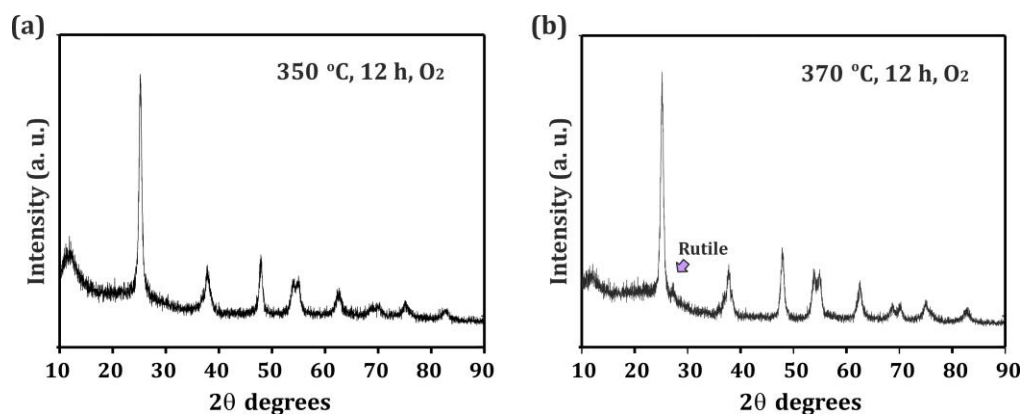 (a)
350 °C, 12 h, O₂
Intensity (a. u.)
10 20 30 40 50 60 70 80 90
2θ degrees
(b)
370 °C, 12 h, O₂
Rutile
Intensity (a. u.)
10 20 30 40 50 60 70 80 90
2θ degrees